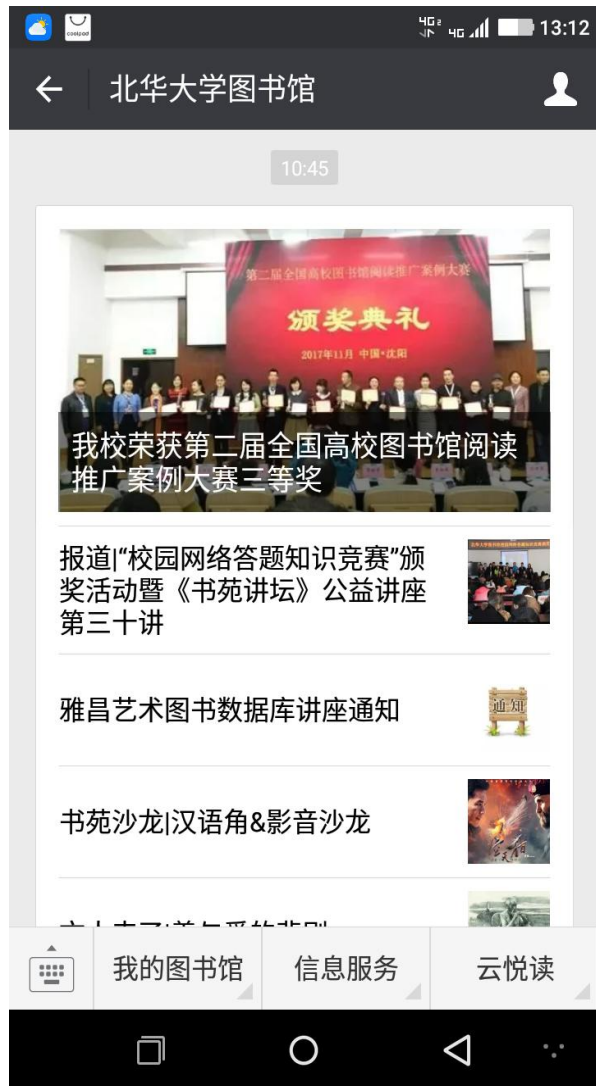 coolpad
4G 4G 13:12
北华大学图书馆
10:45
第二届全国高校图书馆阅读推广案例大赛
颁奖典礼
2017年11月 中国·沈阳
我校荣获第二届全国高校图书馆阅读
推广案例大赛三等奖
报道|“校园网络答题知识竞赛”颁
奖活动暨《书苑讲坛》公益讲座
第三十讲
雅昌艺术图书数据库讲座通知
通知
书苑沙龙|汉语角&影音沙龙
我的图书馆
信息服务
云悦读